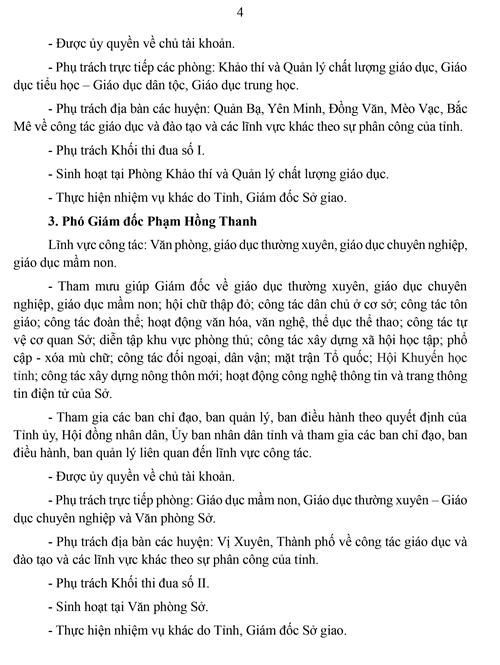 4
- Được ủy quyền về chủ tài khoản.
- Phụ trách trực tiếp các phòng: Khảo thí và Quản lý chất lượng giáo dục, Giáo
dục tiểu học – Giáo dục dân tộc, Giáo dục trung học.
- Phụ trách địa bàn các huyện: Quản Bạ, Yên Minh, Đồng Văn, Mèo Vạc, Bắc
Mê về công tác giáo dục và đào tạo và các lĩnh vực khác theo sự phân công của tỉnh.
- Phụ trách Khối thi đua số I.
- Sinh hoạt tại Phòng Khảo thí và Quản lý chất lượng giáo dục.
- Thực hiện nhiệm vụ khác do Tỉnh, Giám đốc Sở giao.
3. Phó Giám đốc Phạm Hồng Thanh
Lĩnh vực công tác: Văn phòng, giáo dục thường xuyên, giáo dục chuyên nghiệp,
giáo dục mầm non.
- Tham mưu giúp Giám đốc về giáo dục thường xuyên, giáo dục chuyên
nghiệp, giáo dục mầm non; hội chữ thập đỏ; công tác dân chủ ở cơ sở; công tác tôn
giáo; công tác đoàn thể; hoạt động văn hóa, văn nghệ, thể dục thể thao; công tác tự
vệ cơ quan Sở; diễn tập khu vực phòng thủ; công tác xây dựng xã hội học tập; phổ
cập - xóa mù chữ; công tác đối ngoại, dân vận; mặt trận Tổ quốc; Hội Khuyến học
tỉnh; công tác xây dựng nông thôn mới; hoạt động công nghệ thông tin và trang thông
tin điện tử của Sở.
- Tham gia các ban chỉ đạo, ban quản lý, ban điều hành theo quyết định của
Tỉnh ủy, Hội đồng nhân dân, Ủy ban nhân dân tỉnh và tham gia các ban chỉ đạo, ban
điều hành, ban quản lý liên quan đến lĩnh vực công tác.
- Được ủy quyền về chủ tài khoản.
- Phụ trách trực tiếp phòng: Giáo dục mầm non, Giáo dục thường xuyên – Giáo
dục chuyên nghiệp và Văn phòng Sở.
- Phụ trách địa bàn các huyện: Vị Xuyên, Thành phố về công tác giáo dục và
đào tạo và các lĩnh vực khác theo sự phân công của tỉnh.
- Phụ trách Khối thi đua số II.
- Sinh hoạt tại Văn phòng Sở.
- Thực hiện nhiệm vụ khác do Tỉnh, Giám đốc Sở giao.